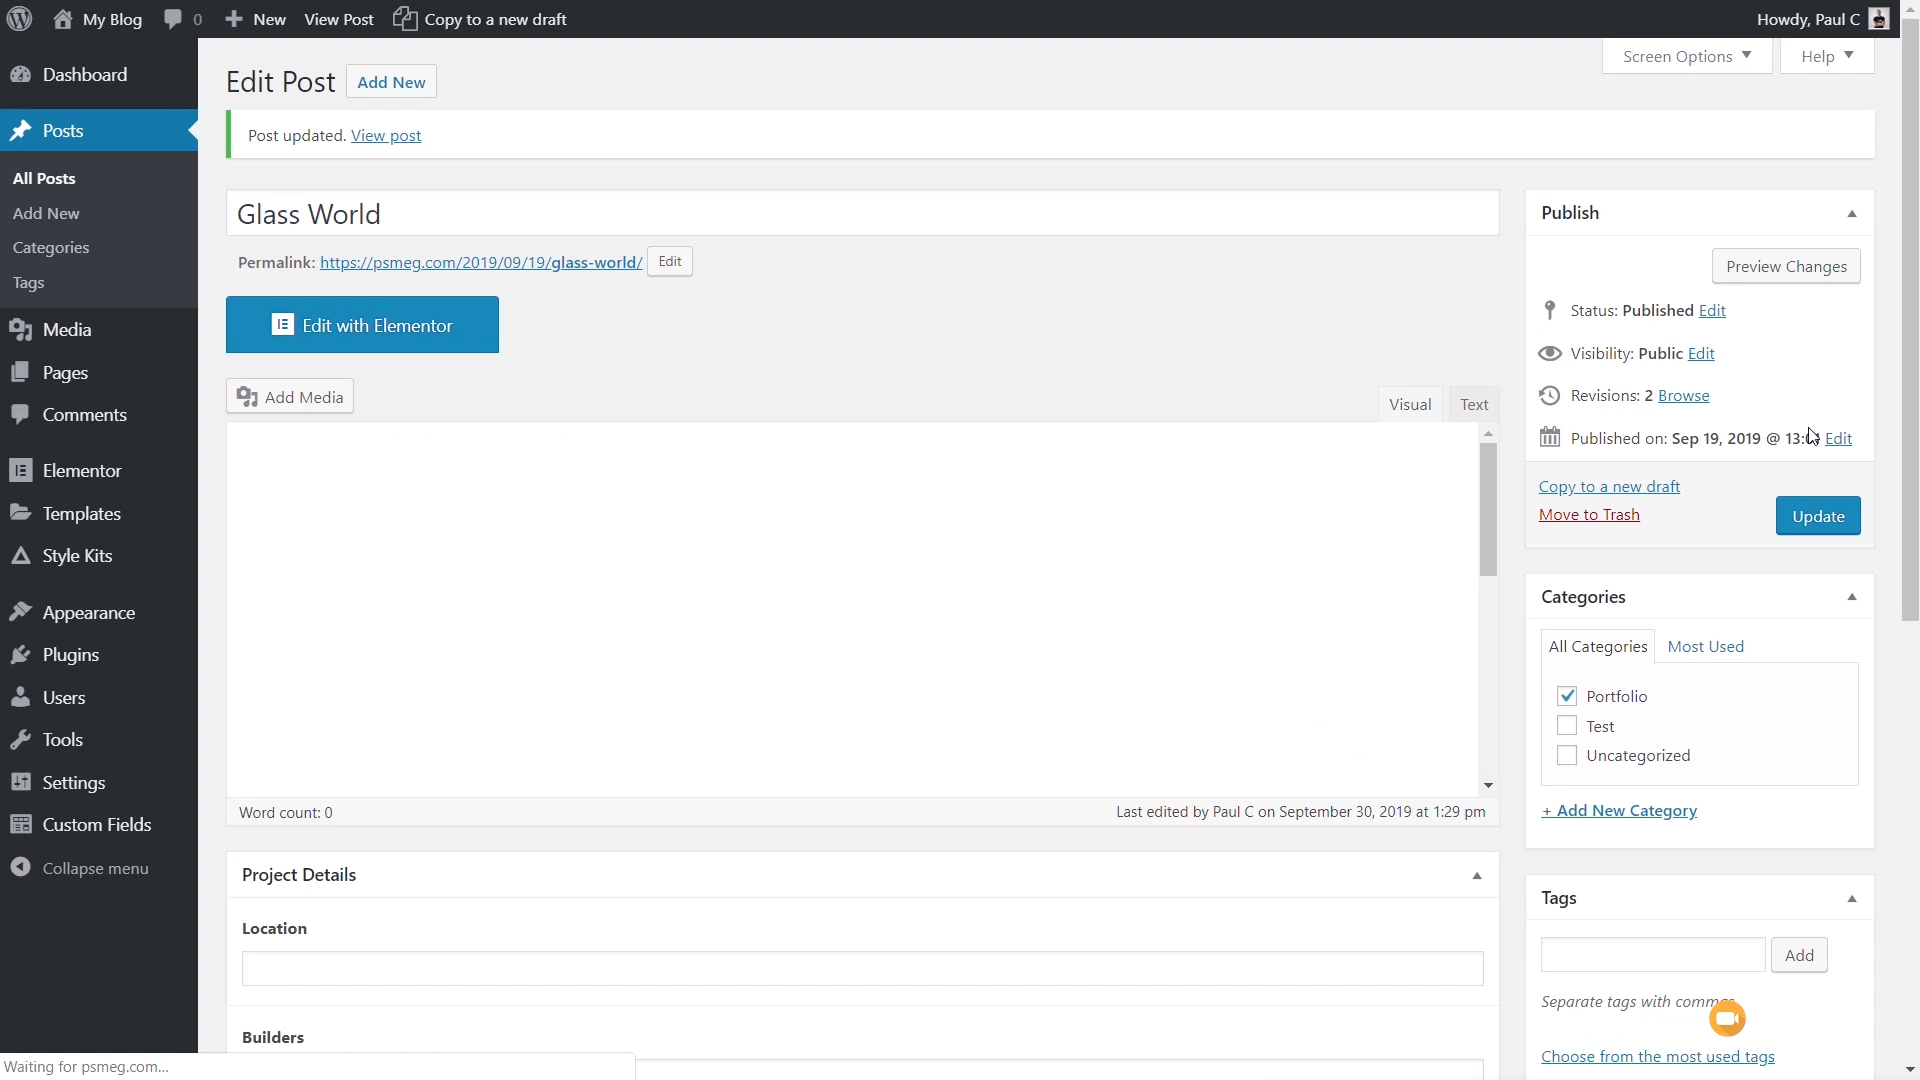 My Blog 0 New View Post Copy to a new draft Howdy, Paul C
Screen Options Help
Dashboard
Posts
All Posts
Add New
Categories
Tags
Media
Pages
Comments
Elementor
Templates
Style Kits
Appearance
Plugins
Users
Tools
Settings
Custom Fields
Collapse menu
Edit Post Add New
Post updated. View post
Glass World
Permalink: https://psmeg.com/2019/09/19/glass-world/ Edit
Edit with Elementor
Add Media
Visual Text
Word count: 0 Last edited by Paul C on September 30, 2019 at 1:29 pm
Project Details
Location
Builders
Publish
Preview Changes
Status: Published Edit
Visibility: Public Edit
Revisions: 2 Browse
Published on: Sep 19, 2019 @ Edit
Copy to a new draft
Move to Trash
Update
Categories
All Categories Most Used
Portfolio
Test
Uncategorized
+ Add New Category
Tags
Add
Separate tags with
Choose from the most used tags
Waiting for psmeg.com...